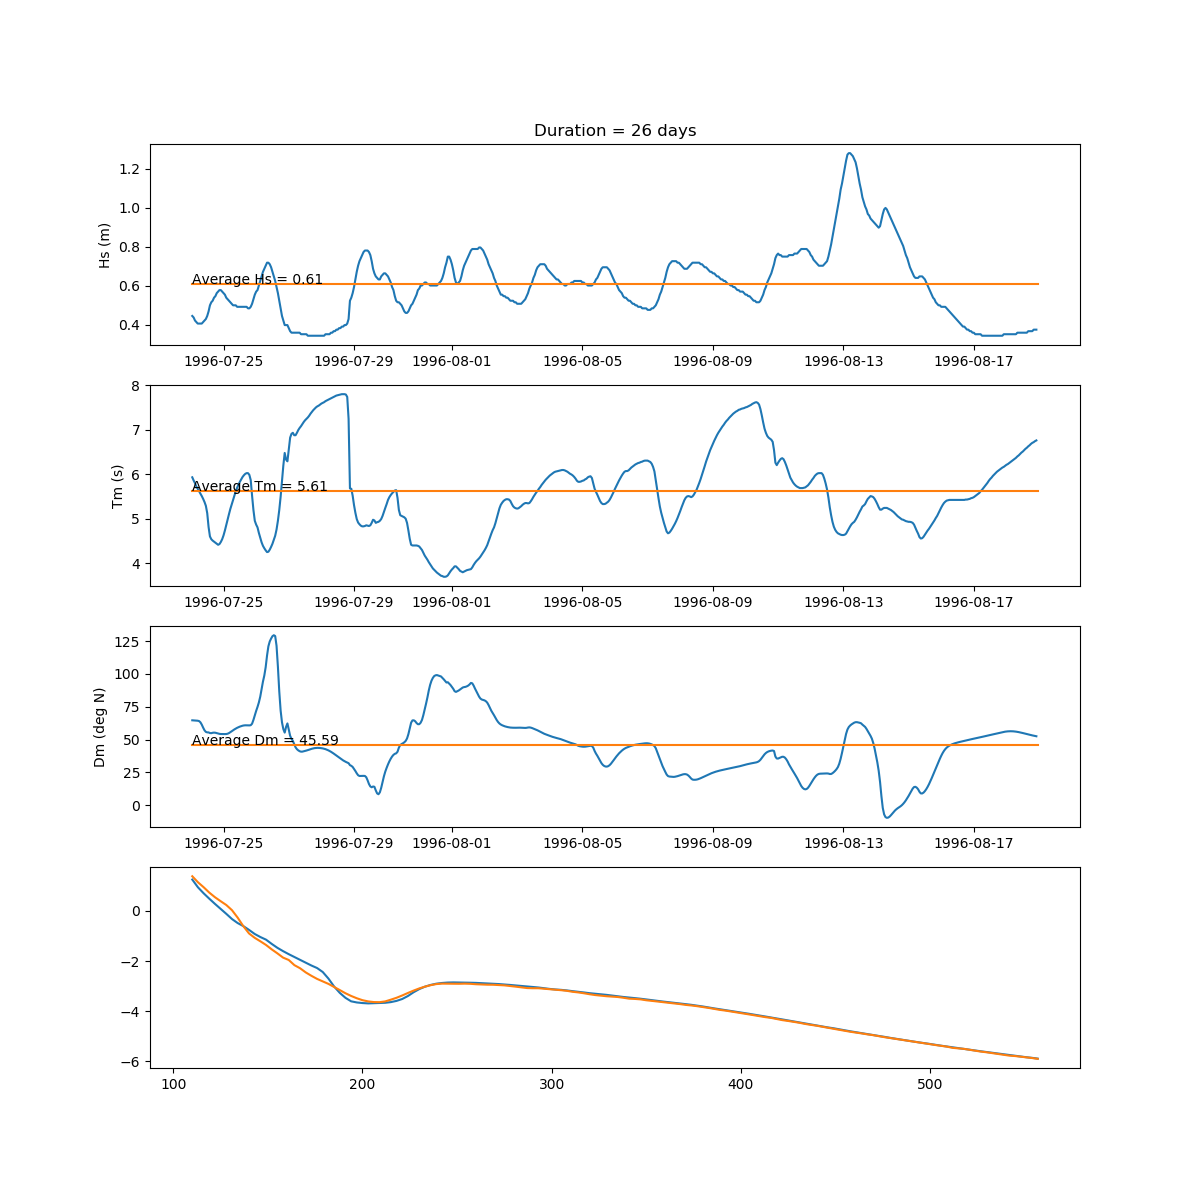 Duration = 26 days
Hs (m)
1.2
1.0
0.8
0.6
0.4
Average Hs = 0.61
1996-07-25 1996-07-29 1996-08-01 1996-08-05 1996-08-09 1996-08-13 1996-08-17
Tm (s)
8
7
6
5
4
Average Tm = 5.61
1996-07-25 1996-07-29 1996-08-01 1996-08-05 1996-08-09 1996-08-13 1996-08-17
Dm (deg N)
125
100
75
50
25
0
Average Dm = 45.59
1996-07-25 1996-07-29 1996-08-01 1996-08-05 1996-08-09 1996-08-13 1996-08-17
0
−2
−4
−6
100 200 300 400 500